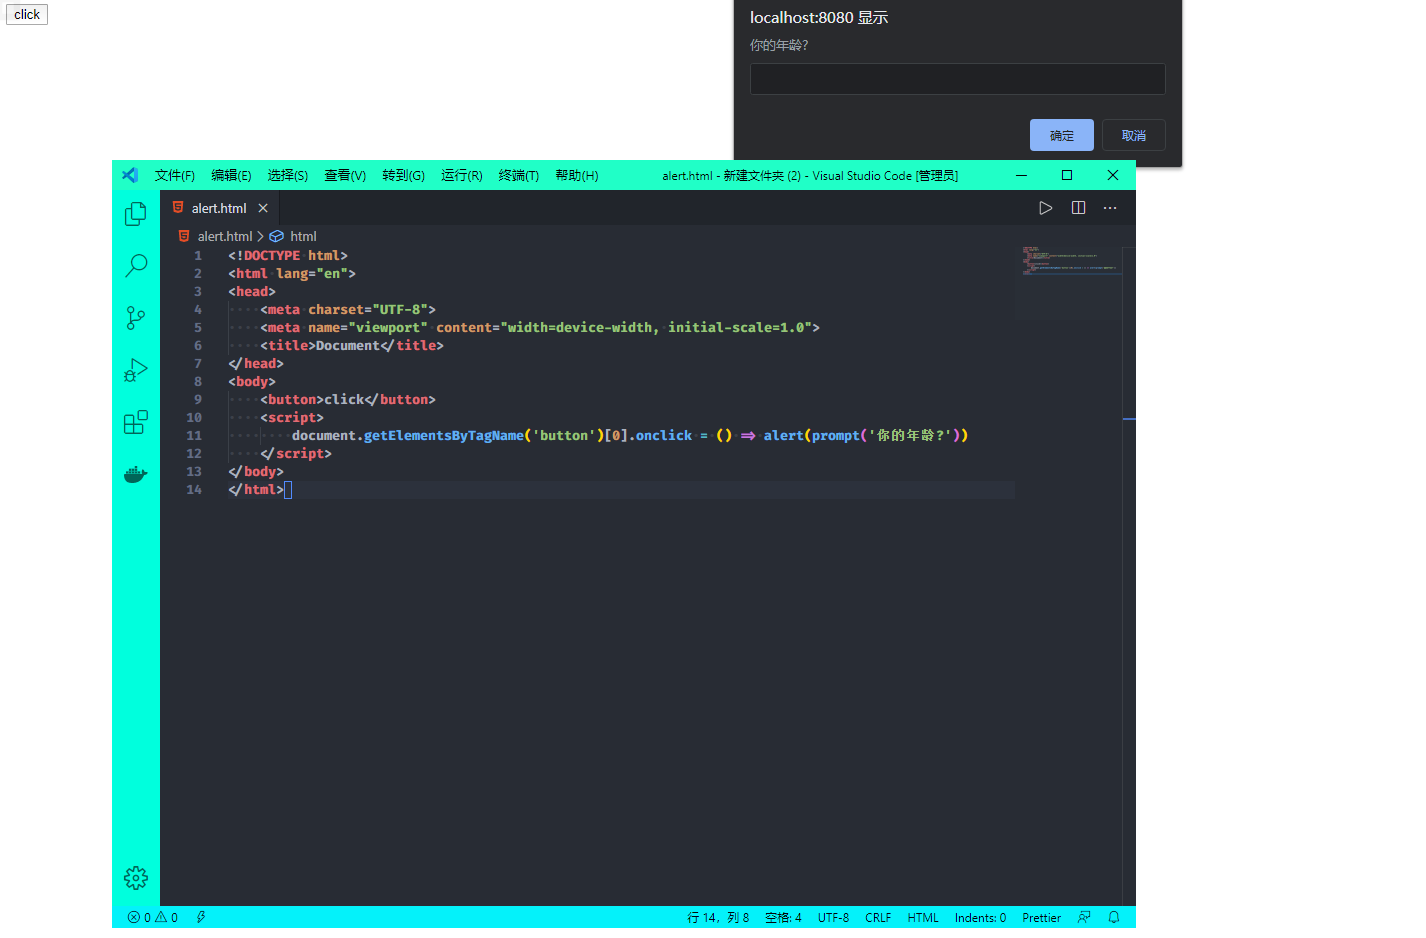 click
localhost:8080 显示
你的年龄?
确定 取消
文件(F) 编辑(E) 选择(S) 查看(V) 转到(G) 运行(R) 终端(T) 帮助(H) alert.html - 新建文件夹 (2) - Visual Studio Code [管理员]
alert.html
alert.html > html
1 <!DOCTYPE html>
2 <html lang="en">
3 <head>
4 <meta charset="UTF-8">
5 <meta name="viewport" content="width=device-width, initial-scale=1.0">
6 <title>Document</title>
7 </head>
8 <body>
9 <button>click</button>
10 <script>
11 document.getElementsByTagName('button')[0].onclick = () => alert(prompt('你的年龄?'))
12 </script>
13 </body>
14 </html>
0 0 行 14，列 8 空格: 4 UTF-8 CRLF HTML Indents: 0 Prettier